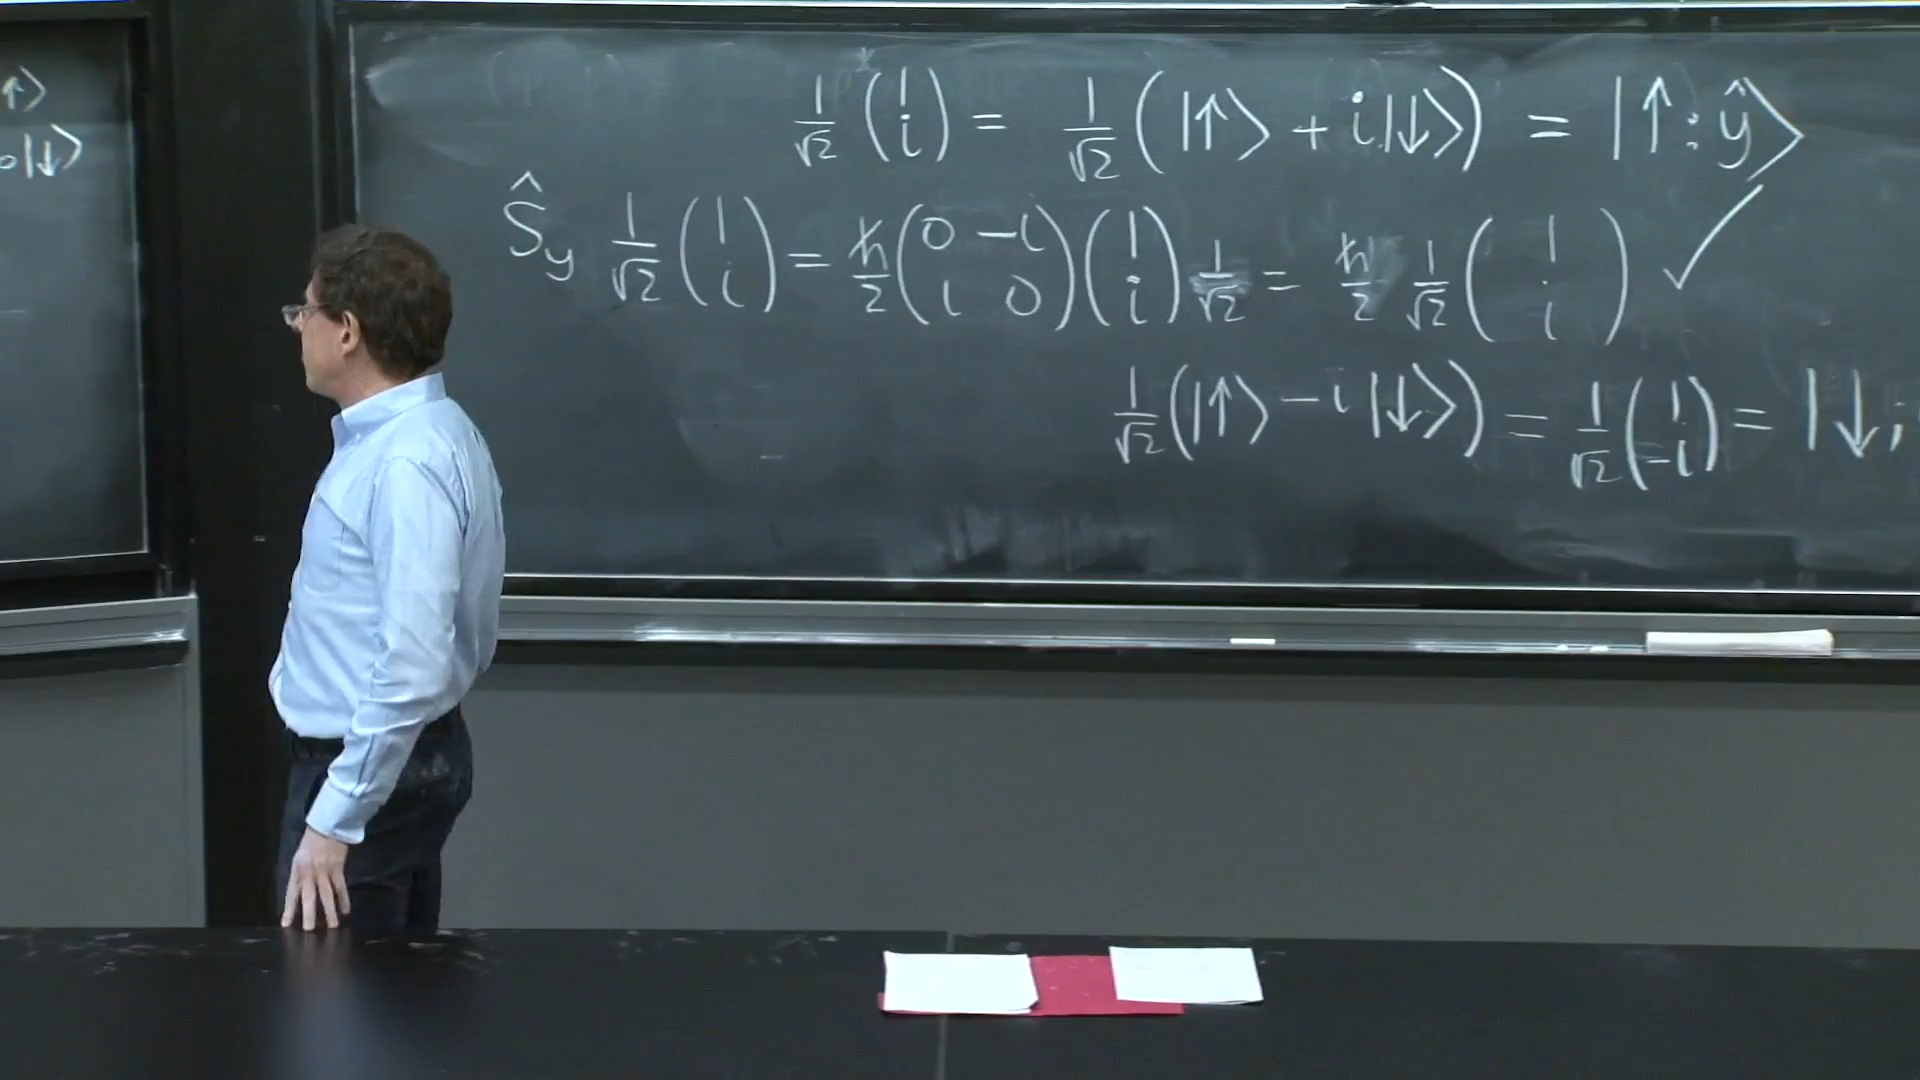 ↑⟩
0|↓⟩
1/√2 (1 i) = 1/√2 (|↑⟩ + i|↓⟩) = |↑:ŷ⟩
Ŝy 1/√2 (1 i) = ħ/2 (0 -i i 0) (1 i) 1/√2 = ħ/2 1/√2 (1 i) ✓
1/√2 (|↑⟩ - i|↓⟩) = 1/√2 (1 -i) = |↓;